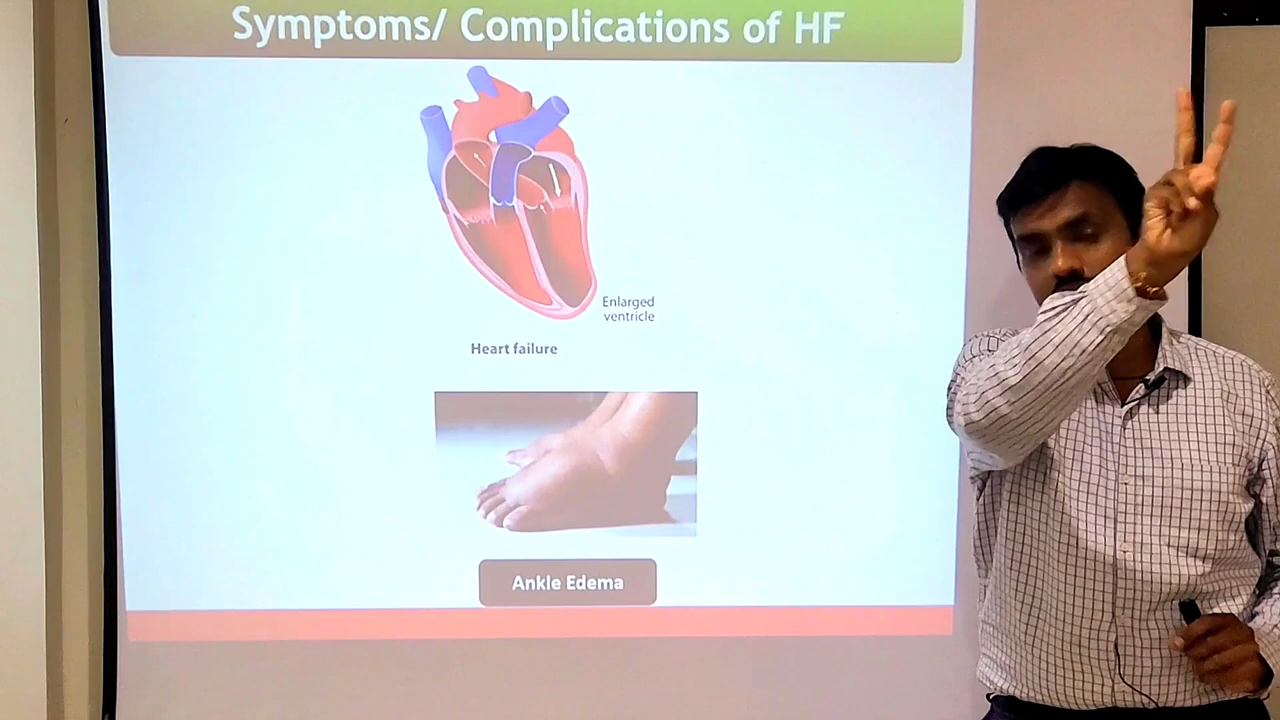 Symptoms/ Complications of HF
Enlarged
ventricle
Heart failure
Ankle Edema